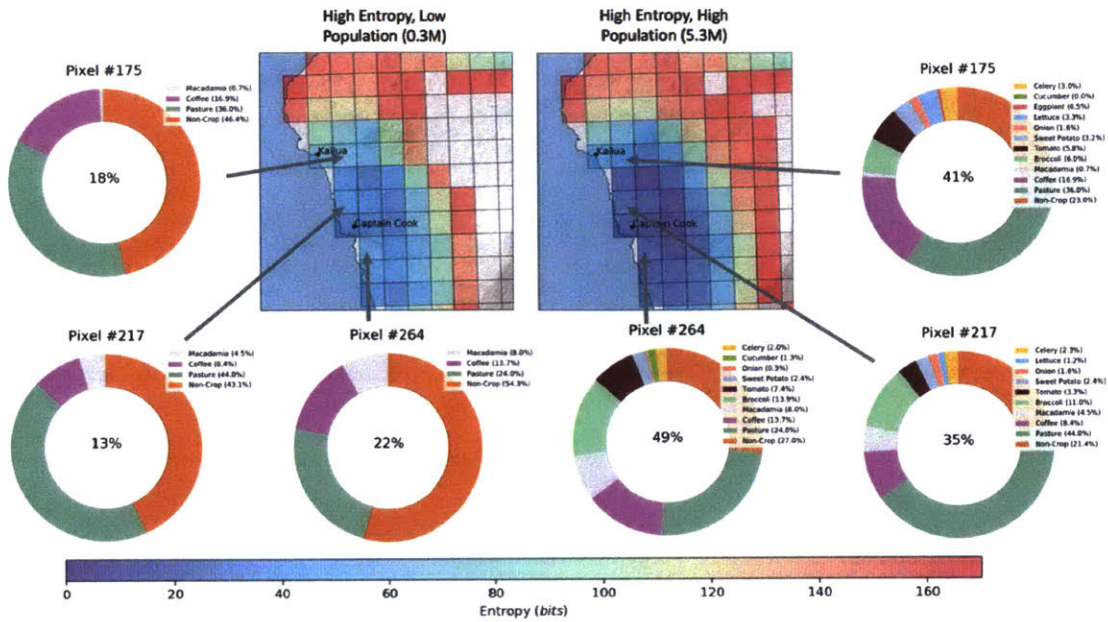 High Entropy, Low
Population (0.3M)
High Entropy, High
Population (5.3M)
Pixel #175
Macadamia (0.7%)
Coffee (16.9%)
Pasture (36.0%)
Non-Crop (46.4%)
18%
Kailua
Captain Cook
Kailua
Captain Cook
Pixel #175
Celery (3.0%)
Cucumber (0.0%)
Eggplant (0.5%)
Lettuce (3.3%)
Onion (1.6%)
Sweet Potato (3.2%)
Tomato (5.8%)
Broccoli (6.0%)
Macadamia (0.7%)
Coffee (16.9%)
Pasture (36.0%)
Non-Crop (23.0%)
41%
Pixel #217
Macadamia (4.5%)
Coffee (8.4%)
Pasture (44.0%)
Non-Crop (43.1%)
13%
Pixel #264
Macadamia (8.0%)
Coffee (13.7%)
Pasture (24.0%)
Non-Crop (54.3%)
22%
Pixel #264
Celery (2.0%)
Cucumber (1.3%)
Onion (0.3%)
Sweet Potato (2.4%)
Tomato (7.4%)
Broccoli (13.9%)
Macadamia (8.0%)
Coffee (13.7%)
Pasture (24.0%)
Non-Crop (27.0%)
49%
Pixel #217
Celery (2.3%)
Lettuce (1.2%)
Onion (1.6%)
Sweet Potato (2.4%)
Tomato (3.3%)
Broccoli (11.0%)
Macadamia (4.5%)
Coffee (8.4%)
Pasture (44.0%)
Non-Crop (21.4%)
35%
0 20 40 60 80 100 120 140 160
Entropy (bits)